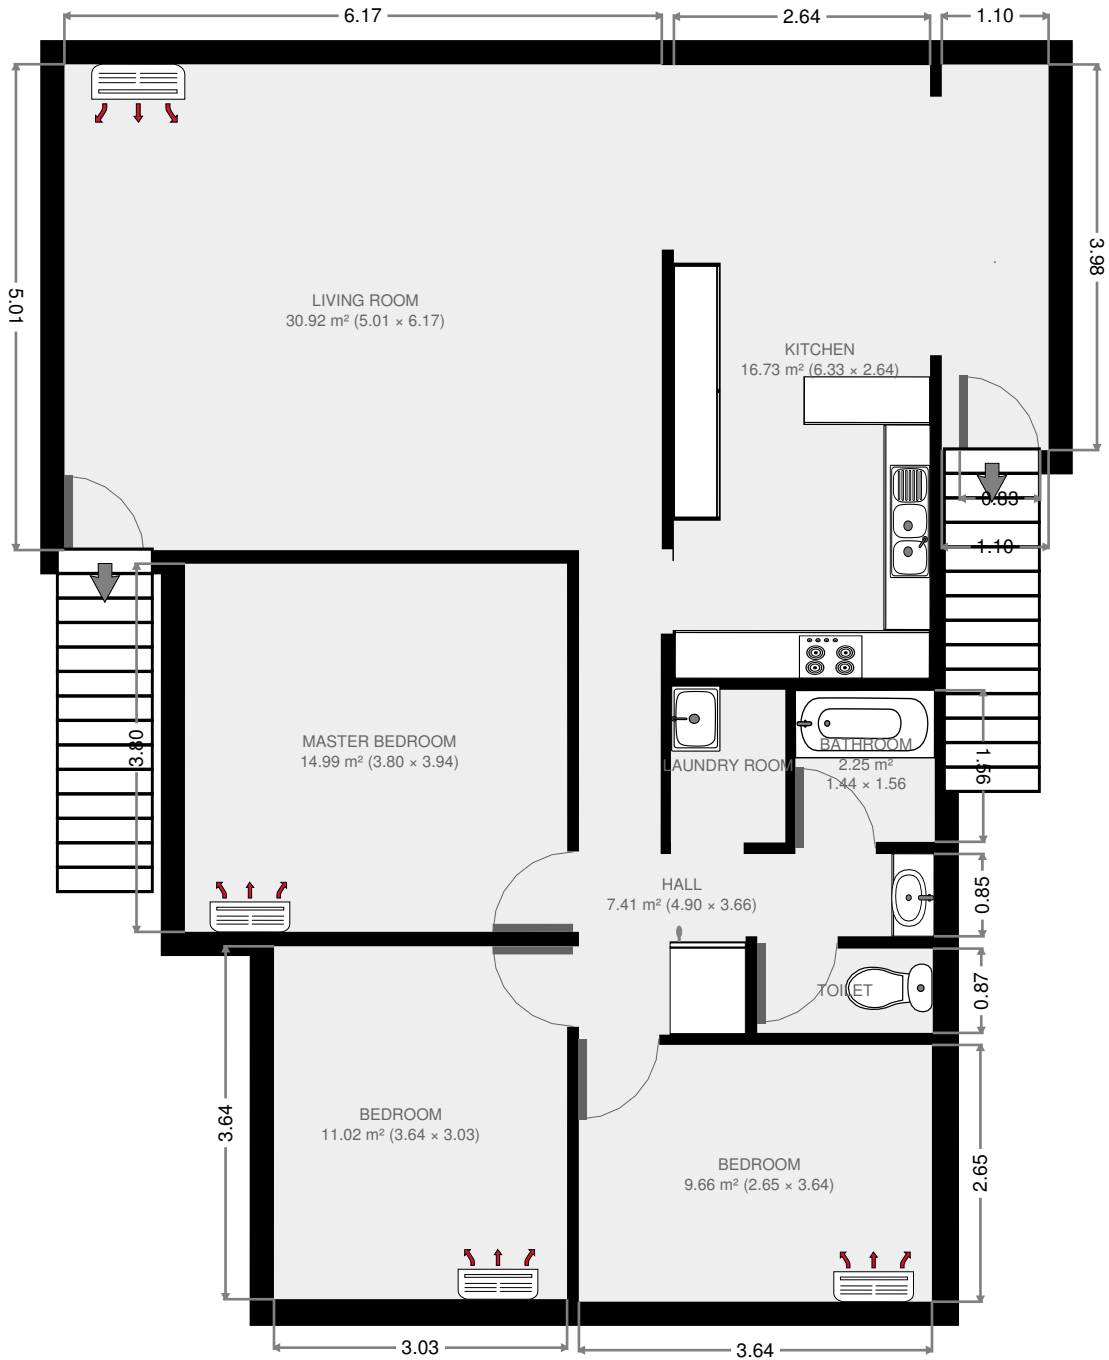 6.17
2.64
1.10
5.01
3.98
LIVING ROOM
30.92 m² (5.01 × 6.17)
KITCHEN
16.73 m² (6.33 × 2.64)
0.83
1.10
3.80
MASTER BEDROOM
14.99 m² (3.80 × 3.94)
LAUNDRY ROOM
BATHROOM
2.25 m²
1.44 × 1.56
1.56
HALL
7.41 m² (4.90 × 3.66)
0.85
TOILET
0.87
3.64
BEDROOM
11.02 m² (3.64 × 3.03)
BEDROOM
9.66 m² (2.65 × 3.64)
2.65
3.03
3.64